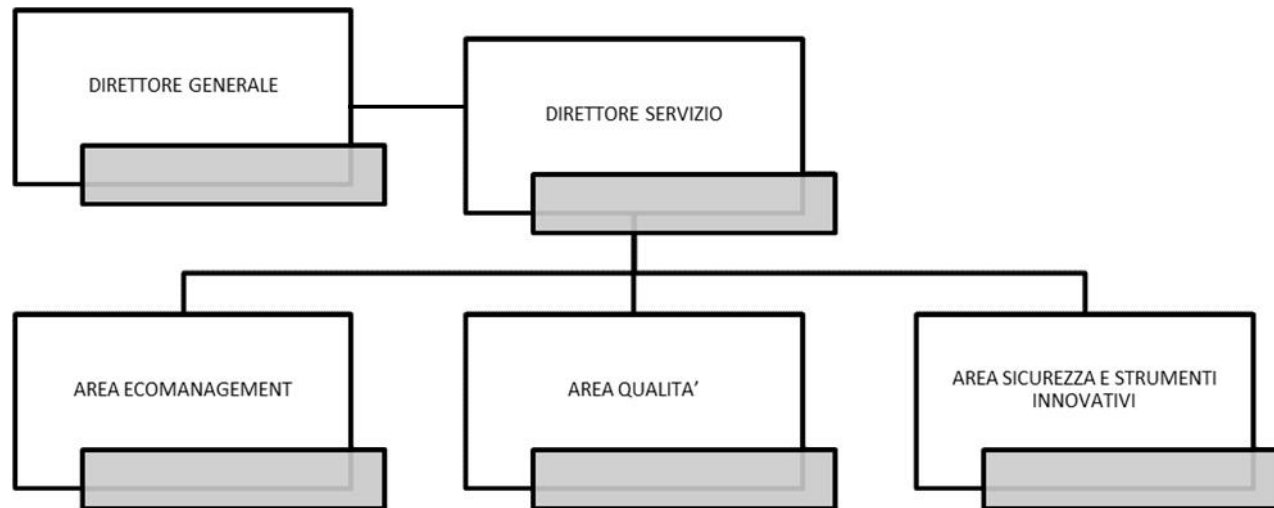 DIRETTORE GENERALE
DIRETTORE SERVIZIO
AREA ECOMANAGEMENT
AREA QUALITA’
AREA SICUREZZA E STRUMENTI
INNOVATIVI